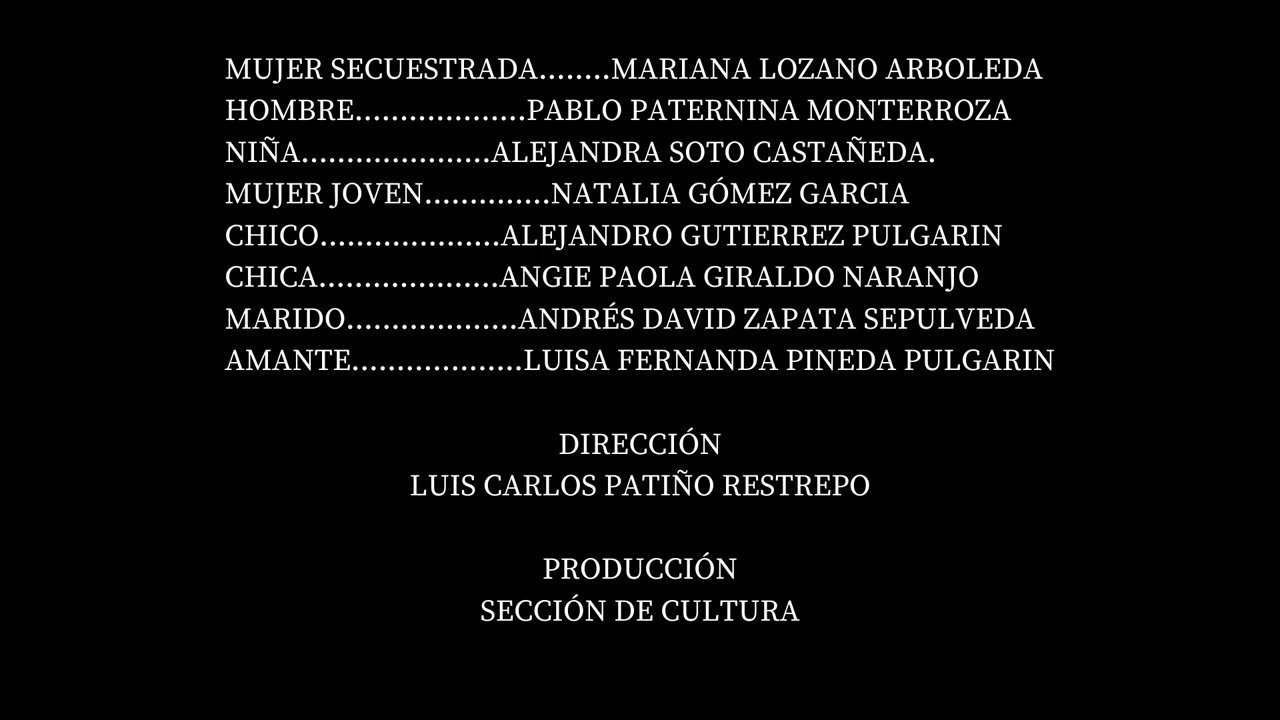 MUJER SECUESTRADA........MARIANA LOZANO ARBOLEDA
HOMBRE...................PABLO PATERNINA MONTERROZA
NIÑA.....................ALEJANDRA SOTO CASTAÑEDA.
MUJER JOVEN..............NATALIA GÓMEZ GARCIA
CHICO....................ALEJANDRO GUTIERREZ PULGARIN
CHICA....................ANGIE PAOLA GIRALDO NARANJO
MARIDO...................ANDRÉS DAVID ZAPATA SEPULVEDA
AMANTE...................LUISA FERNANDA PINEDA PULGARIN
DIRECCIÓN
LUIS CARLOS PATIÑO RESTREPO
PRODUCCIÓN
SECCIÓN DE CULTURA